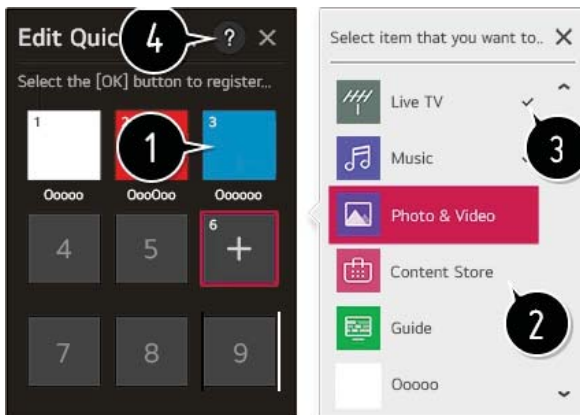 Edit Quic
4
?
×
Select the [OK] button to register...
1
2
3
1
Ooooo
OooOoo
Oooooo
4
5
6
+
7
8
9
Select item that you want to..
×
Live TV
3
Music
Photo & Video
Content Store
2
Guide
Ooooo